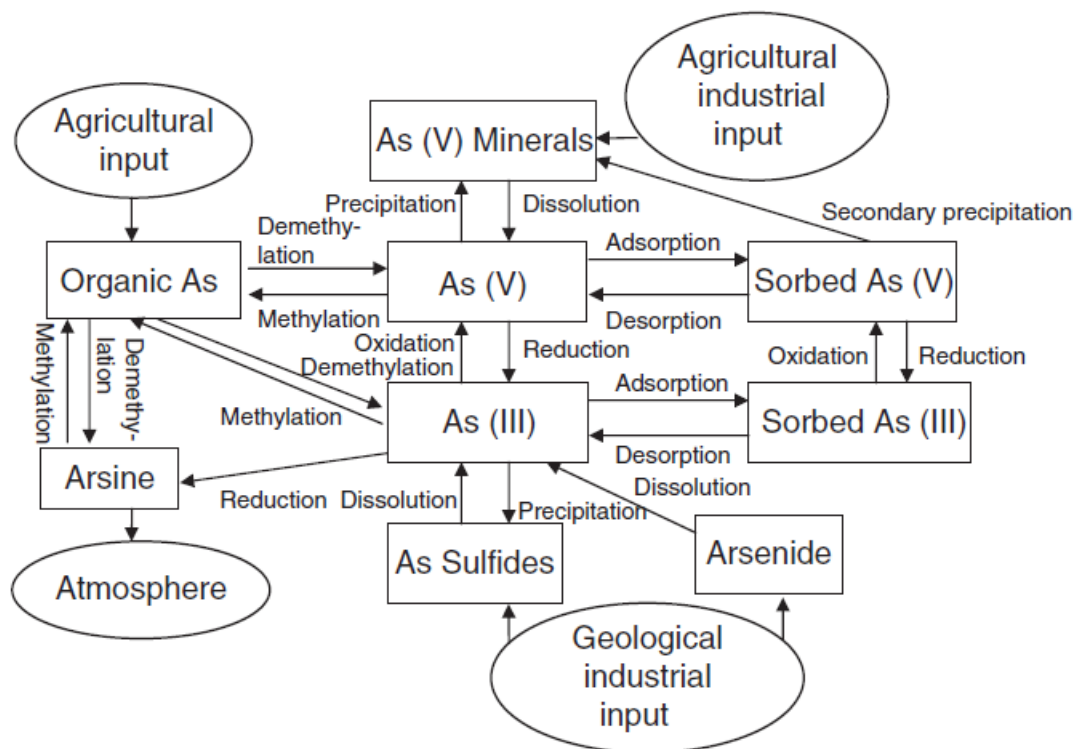 Agricultural
industrial
input
Agricultural
input
As (V) Minerals
Precipitation
Dissolution
Secondary precipitation
Demethy-
lation
Adsorption
Organic As
As (V)
Sorbed As (V)
Methylation
Desorption
Oxidation
Reduction
Oxidation
Reduction
Methylation
Demethy-
lation
Demethylation
Adsorption
Methylation
As (III)
Sorbed As (III)
Desorption
Arsine
Reduction
Dissolution
Dissolution
Precipitation
As Sulfides
Arsenide
Atmosphere
Geological
industrial
input